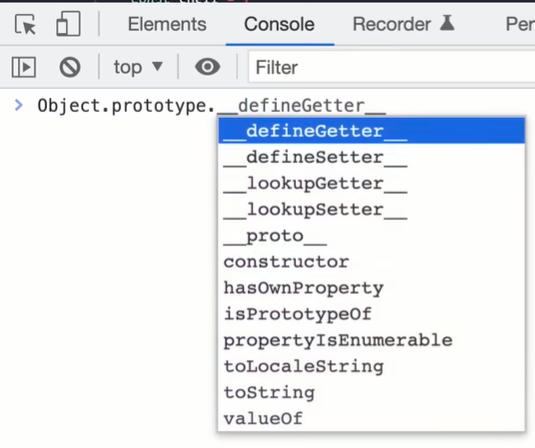 Elements Console Recorder Per
top ▼ Filter
> Object.prototype.__defineGetter__
__defineGetter__
__defineSetter__
__lookupGetter__
__lookupSetter__
__proto__
constructor
hasOwnProperty
isPrototypeOf
propertyIsEnumerable
toLocaleString
toString
valueOf